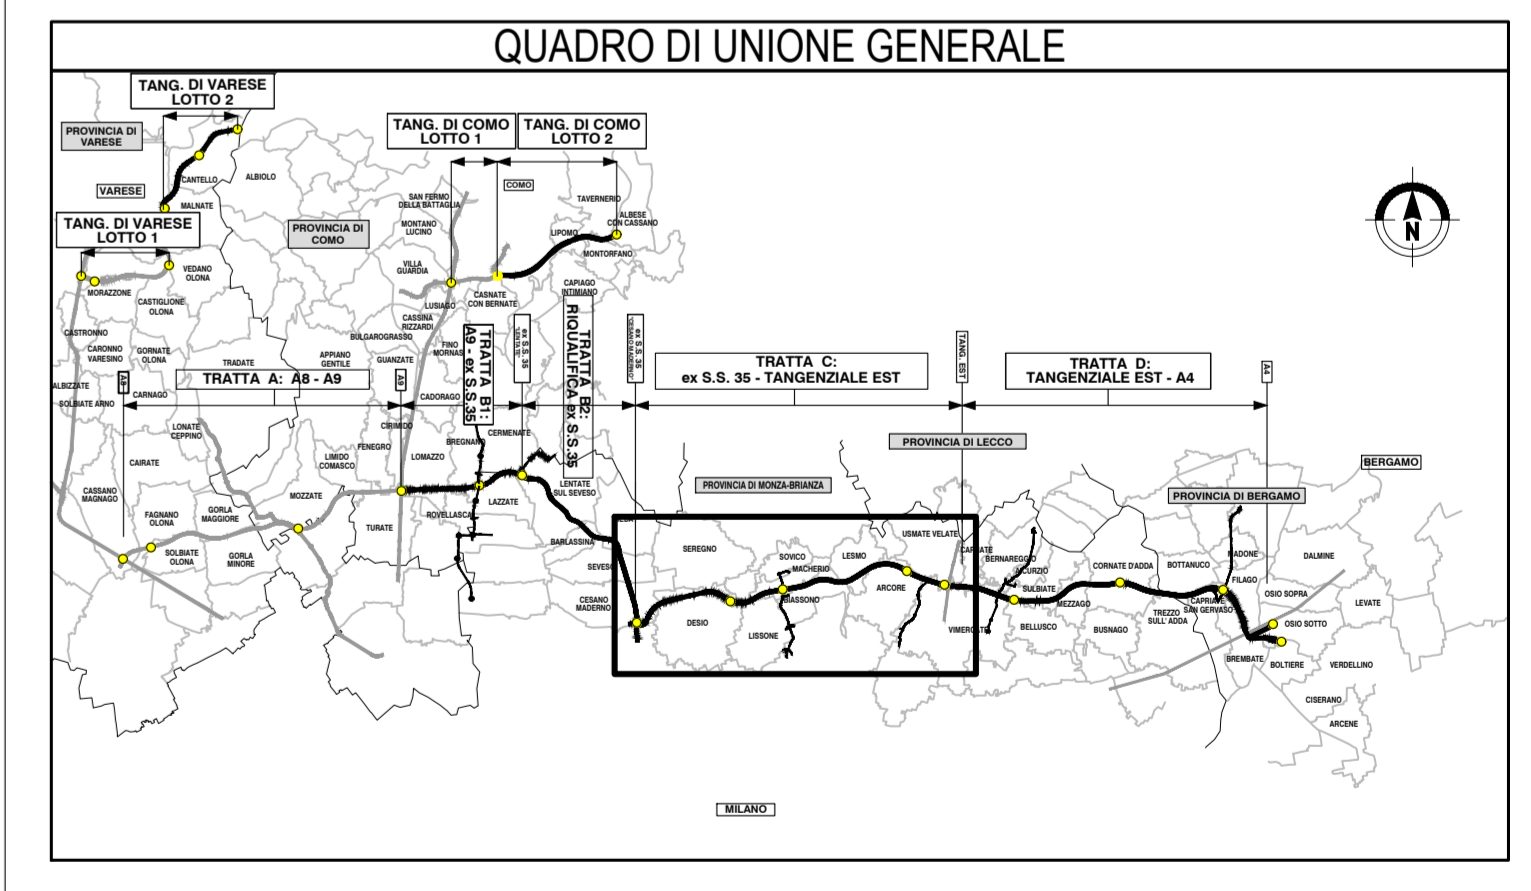 QUADRO DI UNIONE GENERALE
TANG. DI VARESE
LOTTO 2
PROVINCIA DI
VARESE
CANTELLO
ALBIOLO
VARESE
MALNATE
TANG. DI VARESE
LOTTO 1
VEDANO
OLONA
MORAZZONE
CASTIGLIONE
OLONA
PROVINCIA DI
COMO
TANG. DI COMO
LOTTO 1
TANG. DI COMO
LOTTO 2
COMO
SAN FERMO
DELLA BATTAGLIA
MONTANO
LUCINO
VILLA
GUARDIA
TAVERNERIO
ALBESE
CON CASSANO
LIPOMO
MONTORFANO
CAPIAGO
INTIMIANO
CASNATE
CON BERNATE
LUSIAGO
CASSINA
RIZZARDI
BULGAROGRASSO
FINO
MORNAS
GUANZATE
APPIANO
GENTILE
CASTRONNO
CARONNO
VARESINO
GORNATE
OLONA
TRADATE
ALBIZZATE
SOLBIATE ARNO
CARNAGO
A8
TRATTA A: A8 - A9
A9
TRATTA B1:
A9 - ex S.S.35
ex S.S. 35
"LENTATE"
TRATTA B2:
RIQUALIFICA ex S.S.35
ex S.S. 35
"CESANO MADERNO"
TRATTA C:
ex S.S. 35 - TANGENZIALE EST
TANG. EST
TRATTA D:
TANGENZIALE EST - A4
A4
N
CADORAGO
CIRIMIDO
LONATE
CEPPINO
FENEGRO
LIMIDO
COMASCO
LOMAZZO
BREGNANO
CERMENATE
CAIRATE
CASSANO
MAGNAGO
MOZZATE
FAGNANO
OLONA
GORLA
MAGGIORE
SOLBIATE
OLONA
GORLA
MINORE
TURATE
ROVELLASCA
LAZZATE
LENTATE
SUL SEVESO
BARLASSINA
SEVESO
CESANO
MADERNO
PROVINCIA DI MONZA-BRIANZA
PROVINCIA DI LECCO
PROVINCIA DI BERGAMO
BERGAMO
SEREGNO
DESIO
LISSONE
SOVICO
MACHERIO
BIASSONO
LESMO
ARCORE
USMATE VELATE
CARNATE
BERNAREGGIO
AICURZIO
SULBIATE
VIMERCATE
BELLUSCO
MEZZAGO
CORNATE D'ADDA
BUSNAGO
TREZZO
SULL' ADDA
BOTTANUCO
CAPRIATE
SAN GERVASO
MADONE
FILAGO
DALMINE
OSIO SOPRA
OSIO SOTTO
LEVATE
BREMBATE
BOLTIERE
VERDELLINO
CISERANO
ARCENE
MILANO